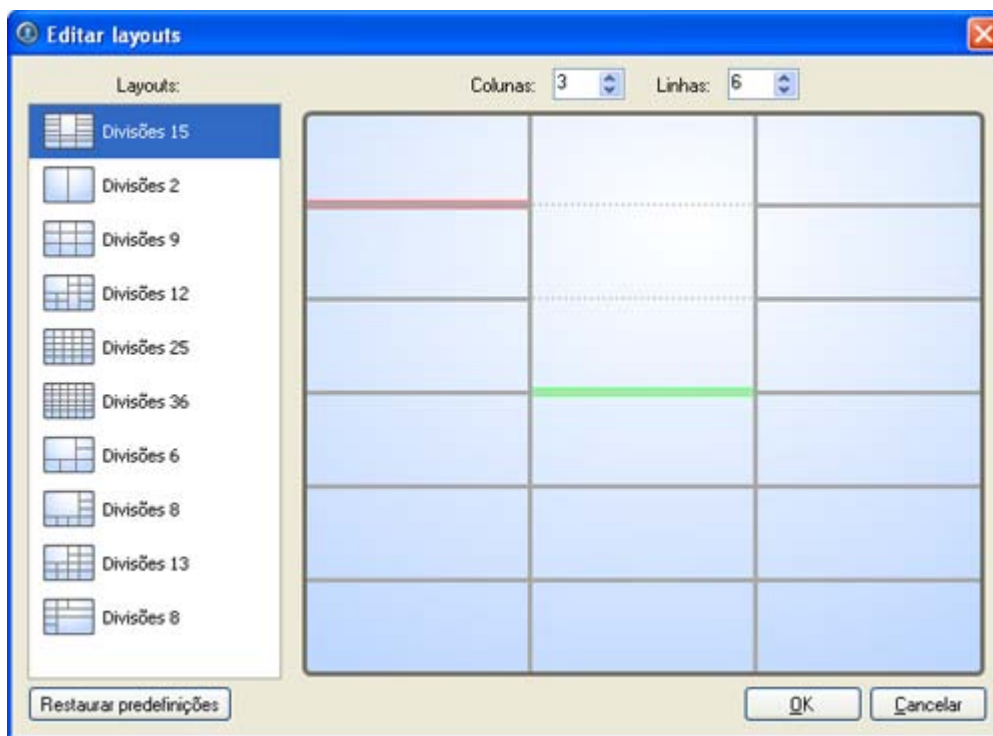 Editar layouts
Layouts:
Colunas: 3
Linhas: 6
Divisões 15
Divisões 2
Divisões 9
Divisões 12
Divisões 25
Divisões 36
Divisões 6
Divisões 8
Divisões 13
Divisões 8
Restaurar predefinições
OK
Cancelar